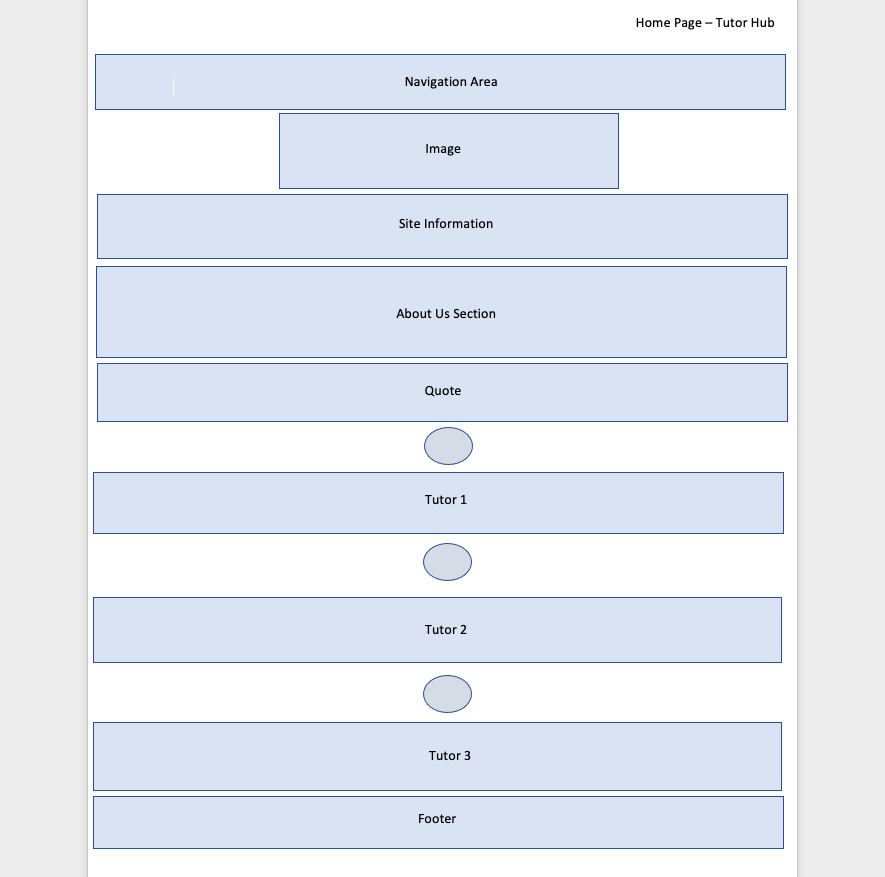 Home Page – Tutor Hub
Navigation Area
Image
Site Information
About Us Section
Quote
Tutor 1
Tutor 2
Tutor 3
Footer